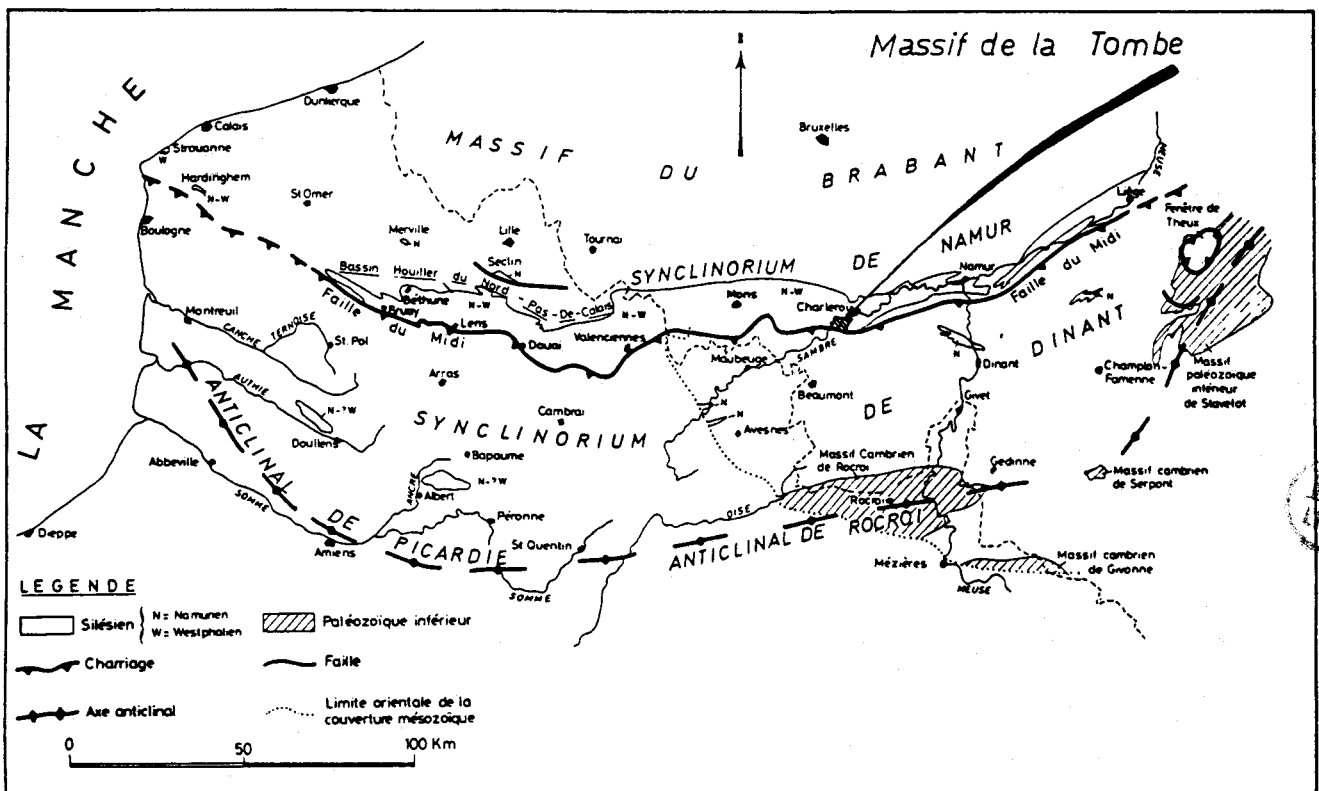 Massif de la Tombe
LA MANCHE
Dunkerque
Calais
Strouanne
W
Hardinghem
N-W
St Omer
Boulogne
MASSIF DU BRABANT
Bruxelles
Merville
N
Lille
Seclin
N
Tournai
MEUSE
Liège
Fenêtre de
Theux
SYNCLINORIUM DE NAMUR
Namur
Bassin Houiller du Nord-Pas-De-Calais
N-W
N-W
N-W
Mons
Charleroi
Faille du Midi
Faille du Midi
Béthune
Bruay
Lens
Douai
Valenciennes
Maubeuge
SAMBRE
Montreuil
CANCHE
TERNOISE
St. Pol
Arras
AUTHIE
N-?W
Doullens
Cambrai
Beaumont
Avesnes
N
N
N
N
Dinant
Givet
Champlon
Famenne
Massif
paléozoïque
intérieur
de Stavelot
SYNCLINORIUM DE DINANT
Abbeville
SOMME
Bapaume
N-?W
ANCRE
Albert
Péronne
St Quentin
OISE
Massif Cambrien
de Rocroi
Rocroi
Gedinne
Massif cambrien
de Serpont
Dieppe
Amiens
ANTICLINAL DE PICARDIE
SOMME
ANTICLINAL DE ROCROI
Mézières
MEUSE
Massif cambrien
de Givonne
LEGENDE
Silésien
N = Namurien
W = Westphalien
Paléozoïque inférieur
Charriage
Faille
Axe anticlinal
Limite orientale de la
couverture mésozoïque
0 50 100 Km